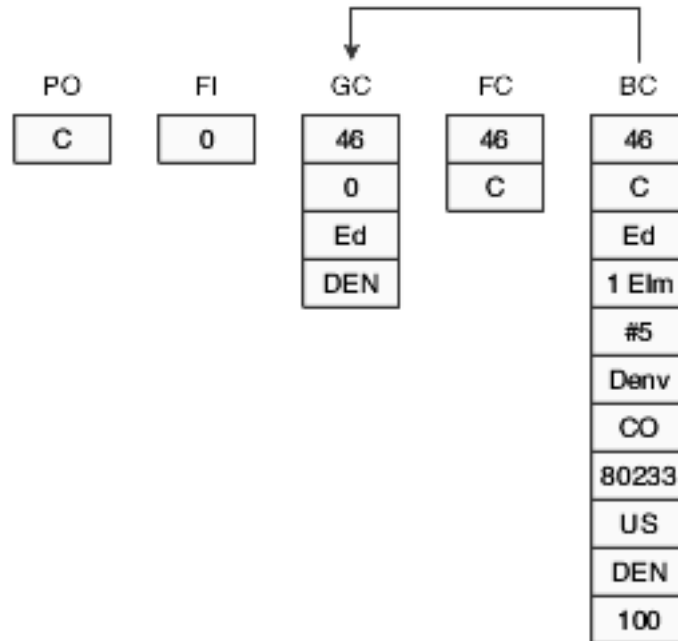 PO FI GC FC BC
C 0 46 46 46
0 C C
Ed Ed
DEN 1 Elm
#5
Denv
CO
80233
US
DEN
100